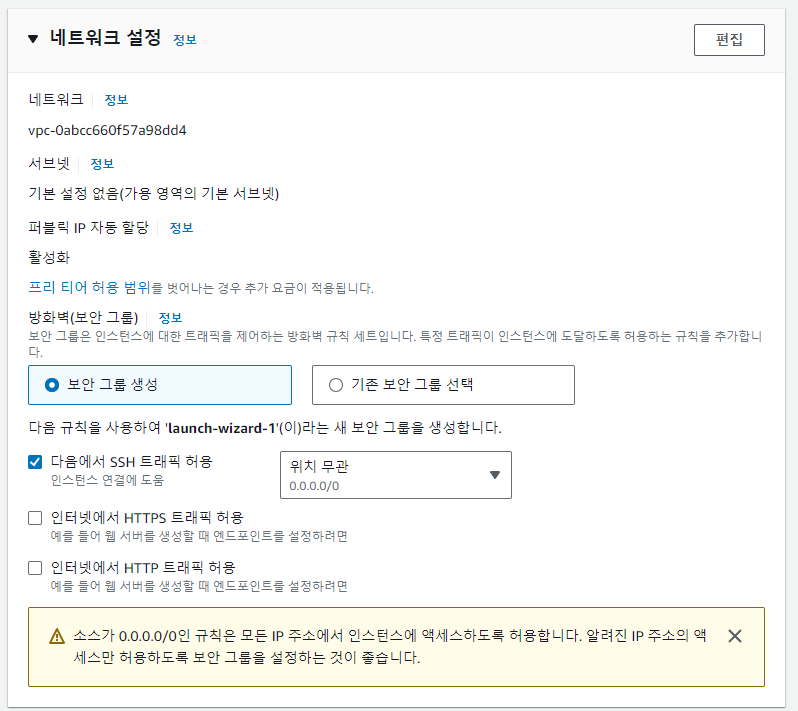 네트워크 설정 정보
편집
네트워크 정보
vpc-0abcc660f57a98dd4
서브넷 정보
기본 설정 없음(가용 영역의 기본 서브넷)
퍼블릭 IP 자동 할당 정보
활성화
프리 티어 허용 범위를 벗어나는 경우 추가 요금이 적용됩니다.
방화벽(보안 그룹) 정보
보안 그룹은 인스턴스에 대한 트래픽을 제어하는 방화벽 규칙 세트입니다. 특정 트래픽이 인스턴스에 도달하도록 허용하는 규칙을 추가합니
다.
보안 그룹 생성
기존 보안 그룹 선택
다음 규칙을 사용하여 'launch-wizard-1'(이)라는 새 보안 그룹을 생성합니다.
다음에서 SSH 트래픽 허용
인스턴스 연결에 도움
위치 무관
0.0.0.0/0
인터넷에서 HTTPS 트래픽 허용
예를 들어 웹 서버를 생성할 때 엔드포인트를 설정하려면
인터넷에서 HTTP 트래픽 허용
예를 들어 웹 서버를 생성할 때 엔드포인트를 설정하려면
소스가 0.0.0.0/0인 규칙은 모든 IP 주소에서 인스턴스에 액세스하도록 허용합니다. 알려진 IP 주소의 액
세스만 허용하도록 보안 그룹을 설정하는 것이 좋습니다.